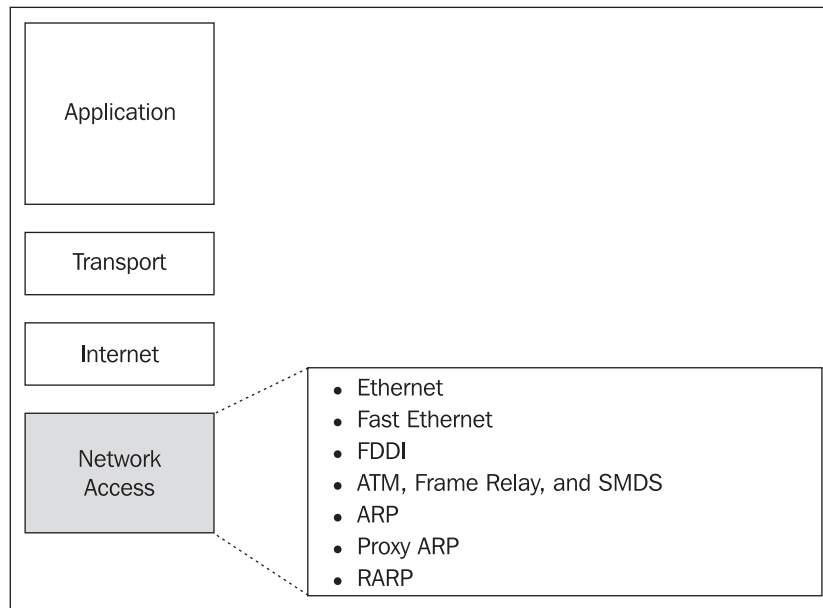 Application
Transport
Internet
Network
Access
• Ethernet
• Fast Ethernet
• FDDI
• ATM, Frame Relay, and SMDS
• ARP
• Proxy ARP
• RARP